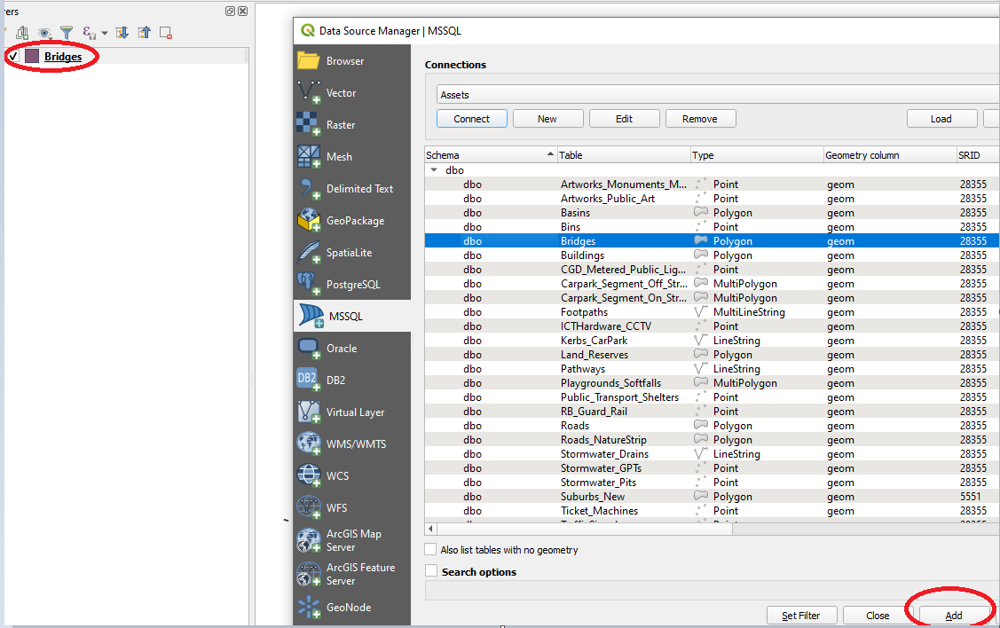 ers
Bridges
Data Source Manager | MSSQL
Browser
Vector
Raster
Mesh
Delimited Text
GeoPackage
SpatiaLite
PostgreSQL
MSSQL
Oracle
DB2 DB2
Virtual Layer
WMS/WMTS
WCS
WFS
ArcGIS Map
Server
ArcGIS Feature
Server
GeoNode
Connections
Assets
Connect New Edit Remove Load
Schema Table Type Geometry column SRID
dbo
dbo Artworks_Monuments_M... Point geom 28355
dbo Artworks_Public_Art Point geom 28355
dbo Basins Polygon geom 28355
dbo Bins Point geom 28355
dbo Bridges Polygon geom 28355
dbo Buildings Polygon geom 28355
dbo CGD_Metered_Public_Lig... Point geom 28355
dbo Carpark_Segment_Off_Str... MultiPolygon geom 28355
dbo Carpark_Segment_On_Str... MultiPolygon geom 28355
dbo Footpaths MultiLineString geom 28355
dbo ICTHardware_CCTV Point geom 28355
dbo Kerbs_CarPark LineString geom 28355
dbo Land_Reserves Polygon geom 28355
dbo Pathways LineString geom 28355
dbo Playgrounds_Softfalls MultiPolygon geom 28355
dbo Public_Transport_Shelters Point geom 28355
dbo RB_Guard_Rail Point geom 28355
dbo Roads Polygon geom 28355
dbo Roads_NatureStrip Polygon geom 28355
dbo Stormwater_Drains LineString geom 28355
dbo Stormwater_GPTs Point geom 28355
dbo Stormwater_Pits Point geom 28355
dbo Suburbs_New Polygon geom 5551
dbo Ticket_Machines Point geom 28355
Also list tables with no geometry
Search options
Set Filter Close Add